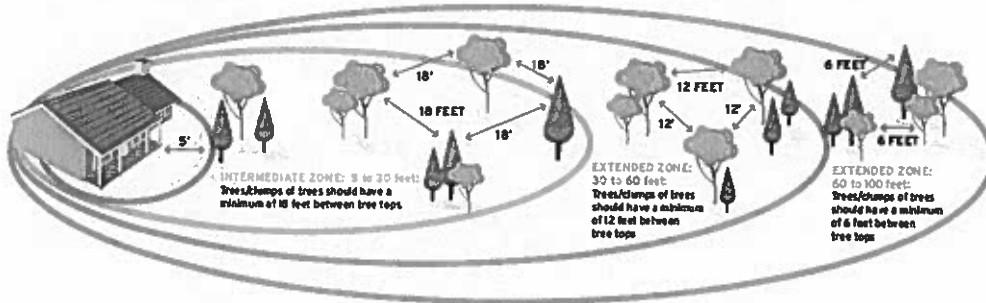 5'
18'
18'
18 FEET
18'
INTERMEDIATE ZONE: 5 to 30 feet:
Trees/clumps of trees should have a
minimum of 18 feet between tree tops
12 FEET
12'
12'
EXTENDED ZONE:
30 to 60 feet:
Trees/clumps of trees
should have a minimum
of 12 feet between
tree tops
6 FEET
6 FEET
EXTENDED ZONE:
60 to 100 feet:
Trees/clumps of trees
should have a minimum
of 6 feet between
tree tops